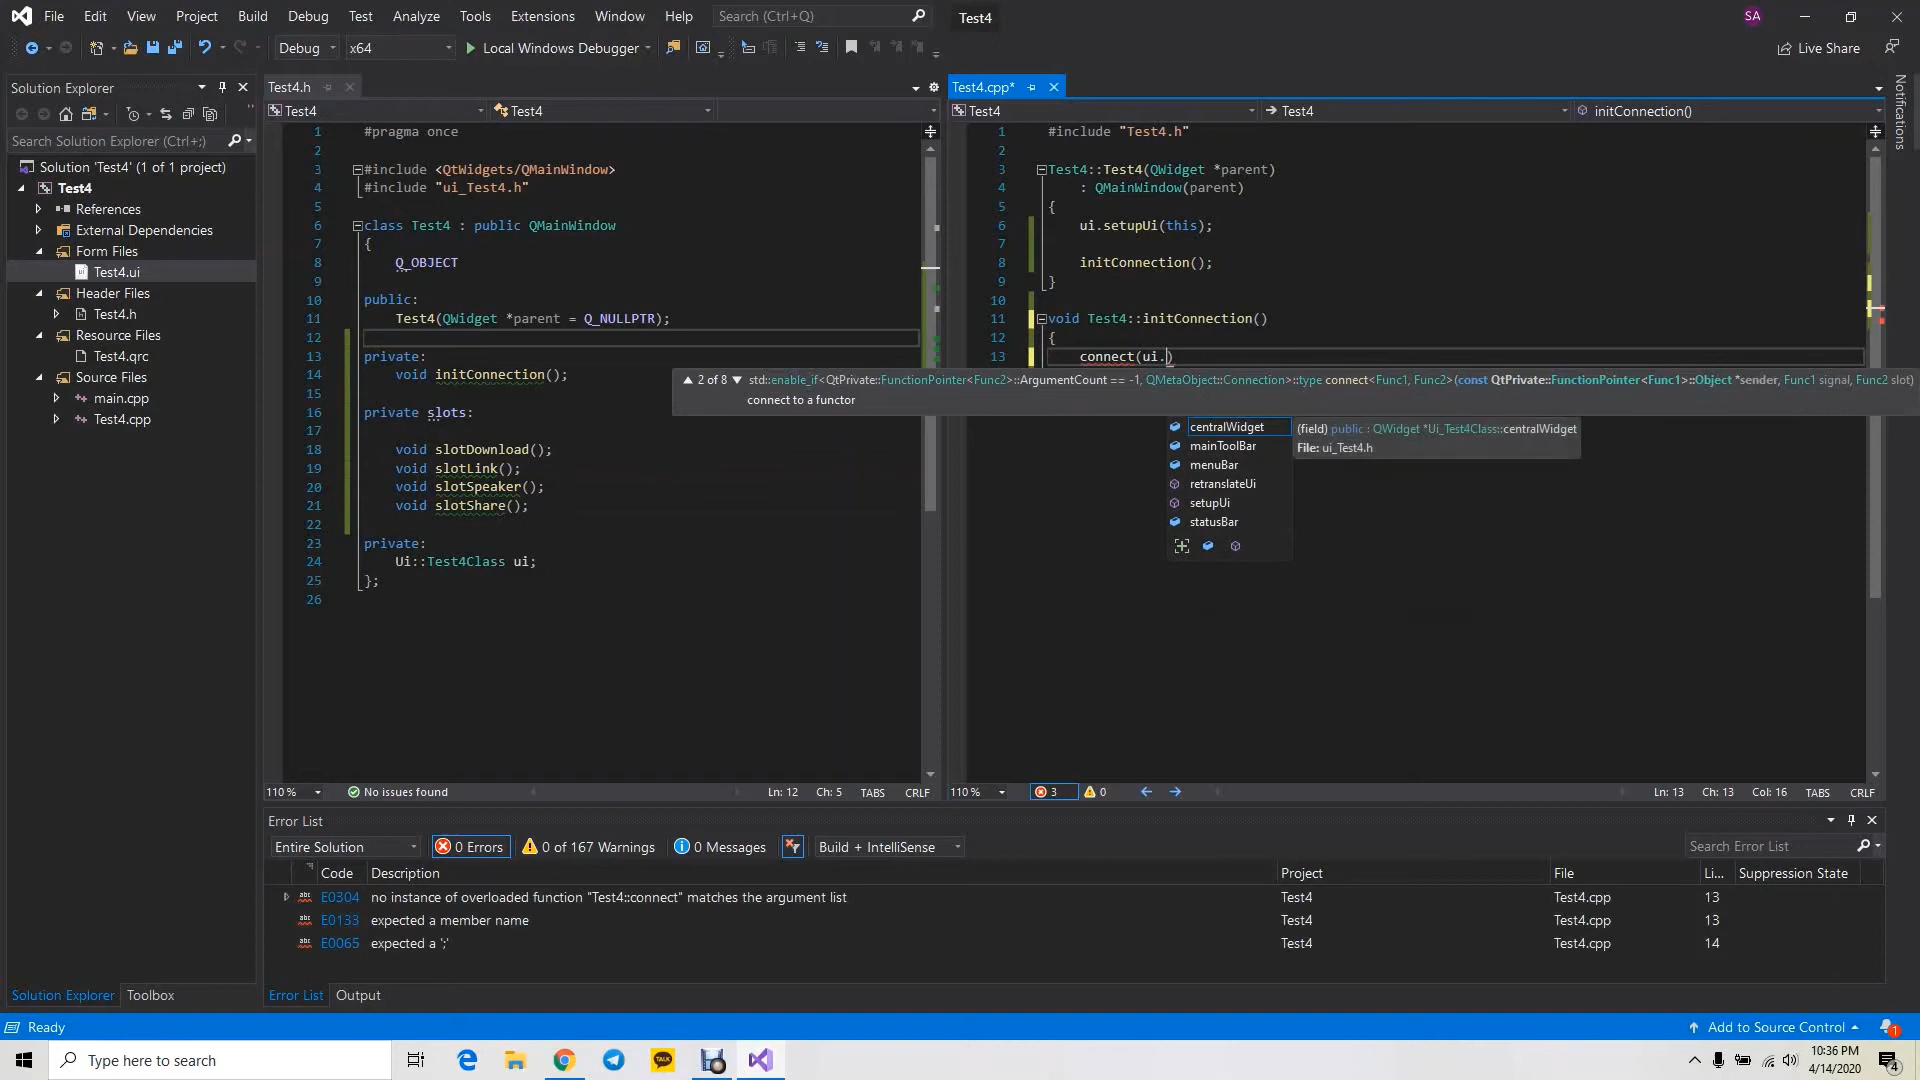 File Edit View Project Build Debug Test Analyze Tools Extensions Window Help Search (Ctrl+Q) Test4 SA
Debug x64 Local Windows Debugger Live Share
Solution Explorer
Search Solution Explorer (Ctrl+;)
Solution 'Test4' (1 of 1 project)
Test4
References
External Dependencies
Form Files
Test4.ui
Header Files
Test4.h
Resource Files
Test4.qrc
Source Files
main.cpp
Test4.cpp
Solution Explorer Toolbox
Test4.h
Test4 Test4
1 #pragma once
2
3 #include <QtWidgets/QMainWindow>
4 #include "ui_Test4.h"
5
6 class Test4 : public QMainWindow
7 {
8 Q_OBJECT
9
10 public:
11 Test4(QWidget *parent = Q_NULLPTR);
12
13 private:
14 void initConnection();
15
16 private slots:
17
18 void slotDownload();
19 void slotLink();
20 void slotSpeaker();
21 void slotShare();
22
23 private:
24 Ui::Test4Class ui;
25 };
26
110 % No issues found Ln: 12 Ch: 5 TABS CRLF
Test4.cpp*
Test4 Test4 initConnection()
1 #include "Test4.h"
2
3 Test4::Test4(QWidget *parent)
4 : QMainWindow(parent)
5 {
6 ui.setupUi(this);
7
8 initConnection();
9 }
10
11 void Test4::initConnection()
12 {
13 connect(ui.)
2 of 8 std::enable_if<QtPrivate::FunctionPointer<Func2>::ArgumentCount == -1, QMetaObject::Connection>::type connect<Func1, Func2>(const QtPrivate::FunctionPointer<Func1>::Object *sender, Func1 signal, Func2 slot)
connect to a functor
centralWidget
mainToolBar
menuBar
retranslateUi
setupUi
statusBar
(field) public : QWidget *Ui_Test4Class::centralWidget
File: ui_Test4.h
110 % 3 0 Ln: 13 Ch: 13 Col: 16 TABS CRLF
Notifications
Error List
Entire Solution 0 Errors 0 of 167 Warnings 0 Messages Build + IntelliSense Search Error List
Code Description Project File Li... Suppression State
E0304 no instance of overloaded function "Test4::connect" matches the argument list Test4 Test4.cpp 13
E0133 expected a member name Test4 Test4.cpp 13
E0065 expected a ';' Test4 Test4.cpp 14
Error List Output
Ready Add to Source Control 1
Type here to search TALK 10:36 PM
4/14/2020 4